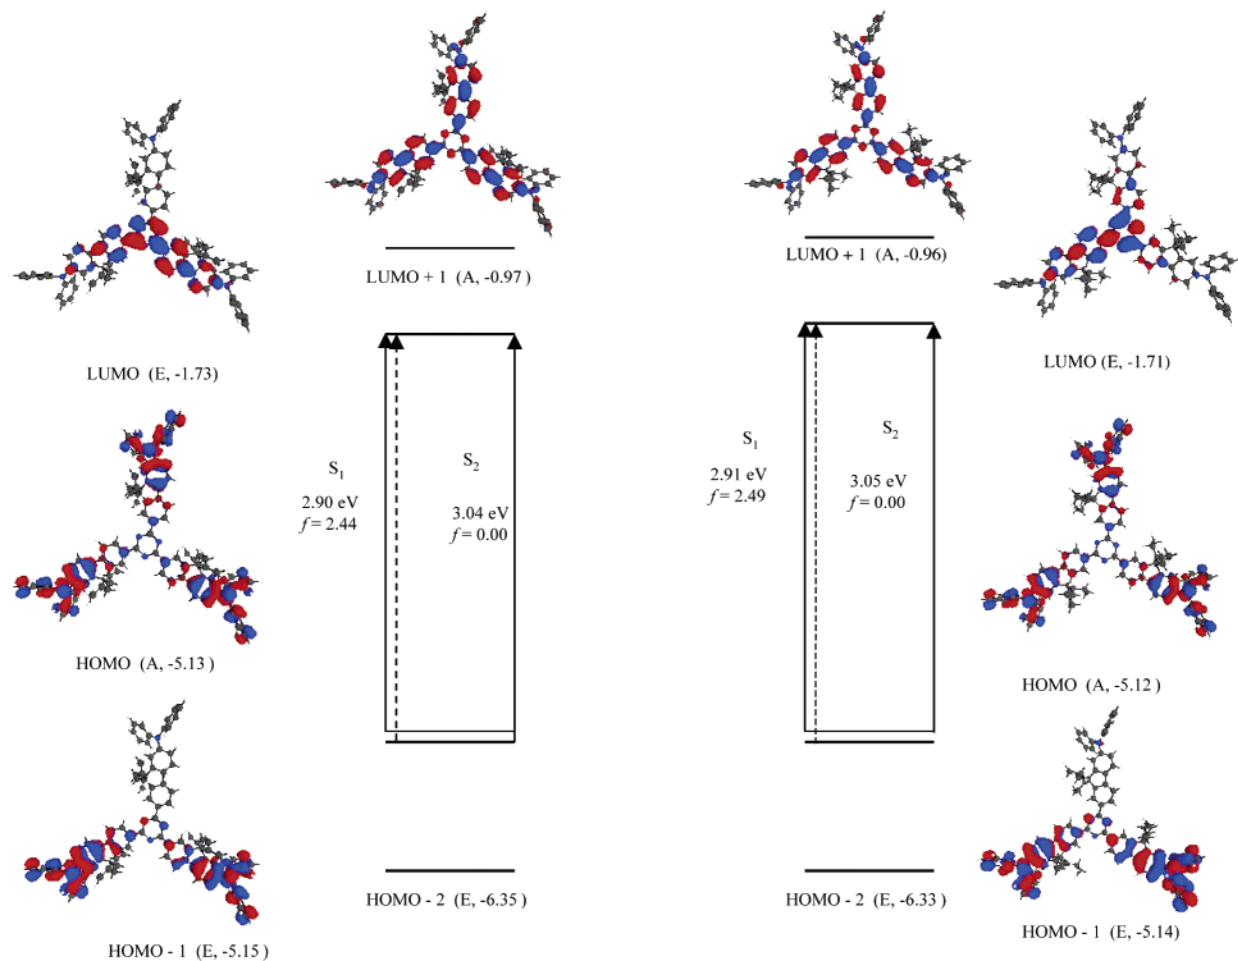 LUMO + 1 (A, -0.97 )
LUMO (E, -1.73)
S1
2.90 eV
f = 2.44
S2
3.04 eV
f = 0.00
HOMO (A, -5.13 )
HOMO - 2 (E, -6.35 )
HOMO - 1 (E, -5.15 )
LUMO + 1 (A, -0.96)
LUMO (E, -1.71)
S1
2.91 eV
f = 2.49
S2
3.05 eV
f = 0.00
HOMO (A, -5.12 )
HOMO - 2 (E, -6.33 )
HOMO - 1 (E, -5.14 )